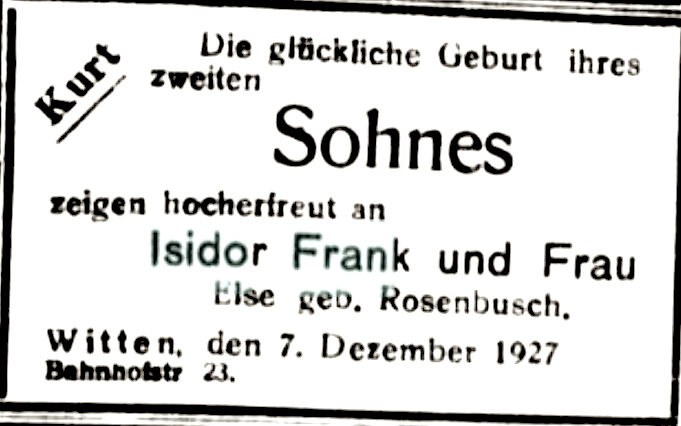 Kurt
Die glückliche Geburt ihres
zweiten
Sohnes
zeigen hocherfreut an
Isidor Frank und Frau
Else geb. Rosenbusch.
Witten, den 7. Dezember 1927
Bahnhofstr 23.